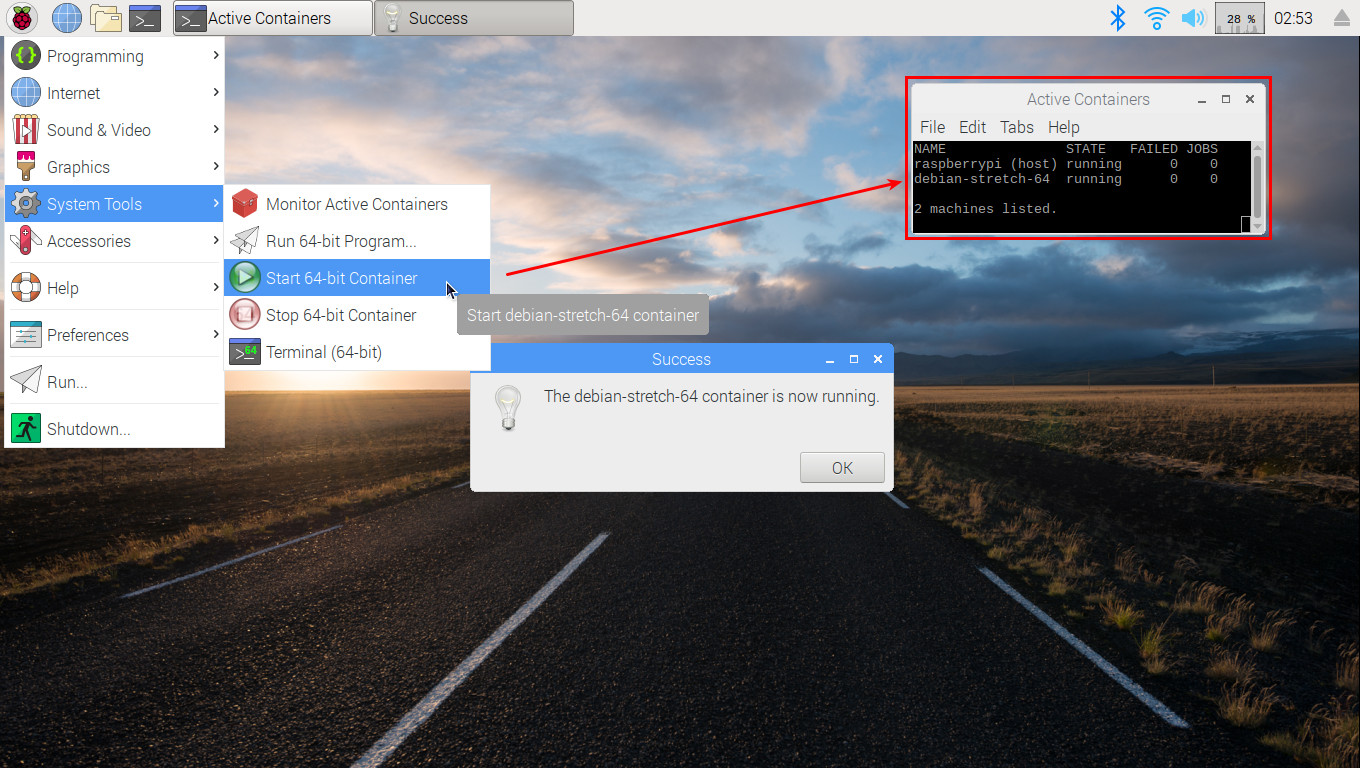 Active Containers
Success
28 %
02:53
Programming
Internet
Sound & Video
Graphics
System Tools
Accessories
Help
Preferences
Run...
Shutdown...
Monitor Active Containers
Run 64-bit Program...
Start 64-bit Container
Stop 64-bit Container
64
Terminal (64-bit)
Start debian-stretch-64 container
Success
The debian-stretch-64 container is now running.
OK
Active Containers
File Edit Tabs Help
NAME STATE FAILED JOBS
raspberrypi (host) running 0 0
debian-stretch-64 running 0 0
2 machines listed.